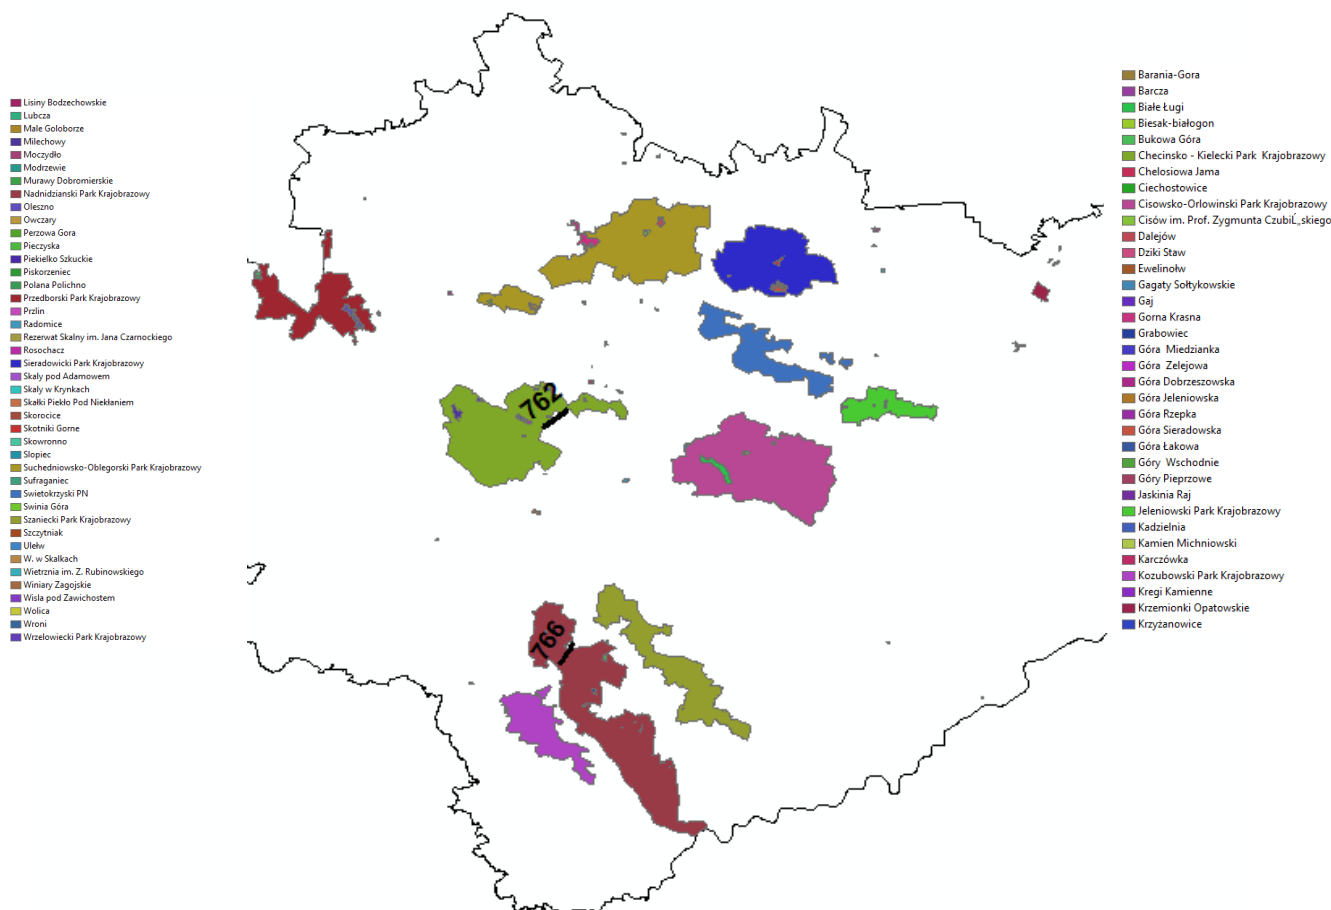 Lisiny Bodzechowskie
Lubcza
Male Goloborze
Milechowy
Moczydło
Modrzewie
Murawy Dobromierskie
Nadnidzianski Park Krajobrazowy
Oleszno
Owczary
Perzowa Gora
Pieczyska
Piekielko Szkuckie
Piskorzeniec
Polana Polichno
Przedborski Park Krajobrazowy
Przlin
Radomice
Rezerwat Skalny im. Jana Czarnockiego
Rosochacz
Sieradowicki Park Krajobrazowy
Skaly pod Adamowem
Skaly w Krynkach
Skałki Piekło Pod Niekłaniem
Skorocice
Skotniki Gorne
Skowronno
Slopiec
Suchedniowsko-Oblegorski Park Krajobrazowy
Sufraganiec
Swietokrzyski PN
Swinia Góra
Szaniecki Park Krajobrazowy
Szczytniak
Ulełw
W. w Skalkach
Wietrznia im. Z. Rubinowskiego
Winiary Zagojskie
Wisla pod Zawichostem
Wolica
Wroni
Wrzelowiecki Park Krajobrazowy
762
766
Barania-Gora
Barcza
Białe Ługi
Biesak-białogon
Bukowa Góra
Checinsko - Kielecki Park Krajobrazowy
Chelosiowa Jama
Ciechostowice
Cisowsko-Orlowinski Park Krajobrazowy
Cisów im. Prof. Zygmunta CzubiĹ„skiego
Dalejów
Dziki Staw
Ewelinołw
Gagaty Sołtykowskie
Gaj
Gorna Krasna
Grabowiec
Góra Miedzianka
Góra Zelejowa
Góra Dobrzeszowska
Góra Jeleniowska
Góra Rzepka
Góra Sieradowska
Góra Łakowa
Góry Wschodnie
Góry Pieprzowe
Jaskinia Raj
Jeleniowski Park Krajobrazowy
Kadzielnia
Kamien Michniowski
Karczówka
Kozubowski Park Krajobrazowy
Kregi Kamienne
Krzemionki Opatowskie
Krzyżanowice